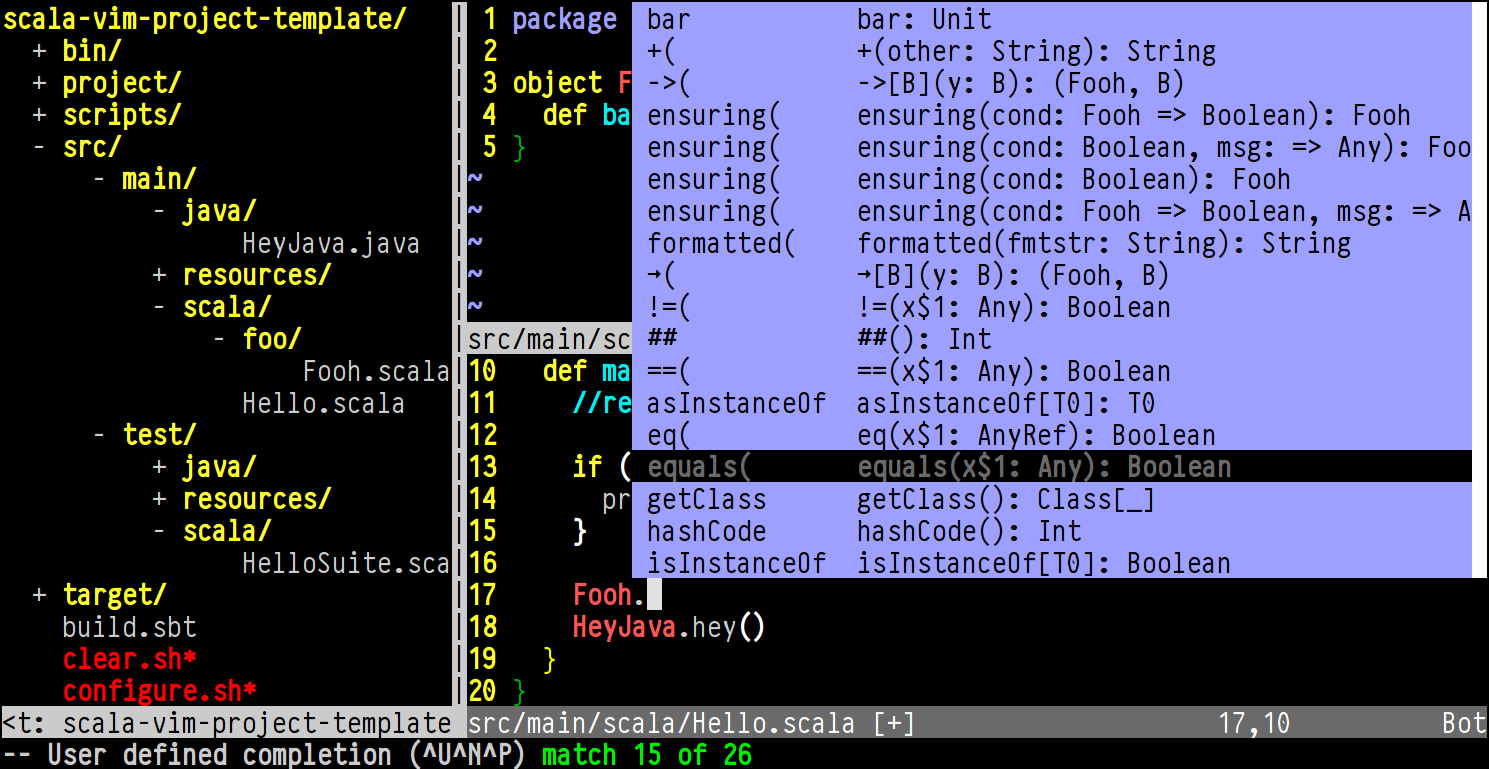 scala-vim-project-template/
+ bin/
+ project/
+ scripts/
- src/
- main/
- java/
HeyJava.java
+ resources/
- scala/
- foo/
Fooh.scala
Hello.scala
- test/
+ java/
+ resources/
- scala/
HelloSuite.sca
+ target/
build.sbt
clear.sh*
configure.sh*
<t: scala-vim-project-template
1 package
2
3 object F
4 def ba
5 }
~
~
~
~
~
src/main/sc
10 def ma
11 //re
12
13 if (
14 pr
15 }
16
17 Fooh.
18 HeyJava.hey()
19 }
20 }
bar bar: Unit
+( +(other: String): String
->( ->[B](y: B): (Fooh, B)
ensuring( ensuring(cond: Fooh => Boolean): Fooh
ensuring( ensuring(cond: Boolean, msg: => Any): Foo
ensuring( ensuring(cond: Boolean): Fooh
ensuring( ensuring(cond: Fooh => Boolean, msg: => A
formatted( formatted(fmtstr: String): String
→( →[B](y: B): (Fooh, B)
!=( !=(x$1: Any): Boolean
## ##(): Int
==( ==(x$1: Any): Boolean
asInstanceOf asInstanceOf[T0]: T0
eq( eq(x$1: AnyRef): Boolean
equals( equals(x$1: Any): Boolean
getClass getClass(): Class[_]
hashCode hashCode(): Int
isInstanceOf isInstanceOf[T0]: Boolean
src/main/scala/Hello.scala [+] 17,10 Bot
-- User defined completion (^U^N^P) match 15 of 26